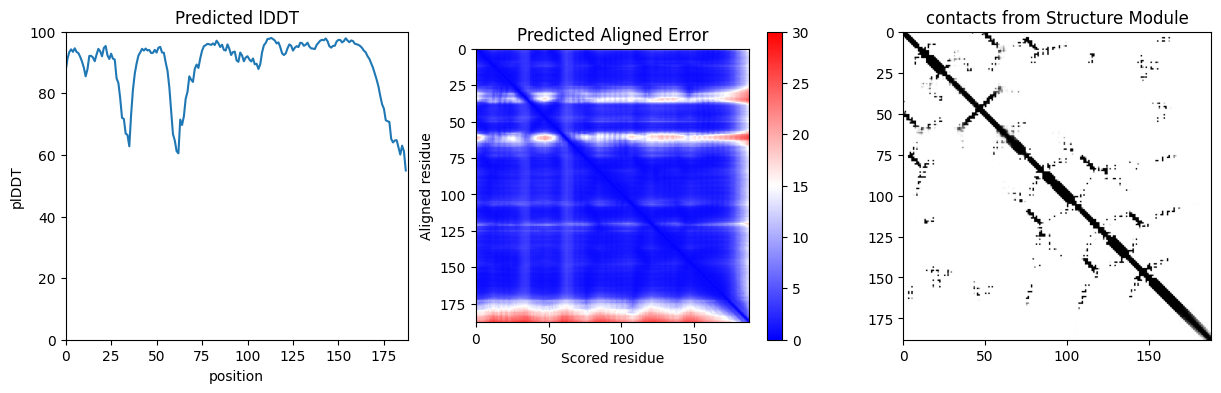 Predicted lDDT
100
80
60
40
20
0
plDDT
0 25 50 75 100 125 150 175
position
Predicted Aligned Error
0
25
50
75
100
125
150
175
Aligned residue
0 50 100 150
Scored residue
30
25
20
15
10
5
0
contacts from Structure Module
0
25
50
75
100
125
150
175
0 50 100 150